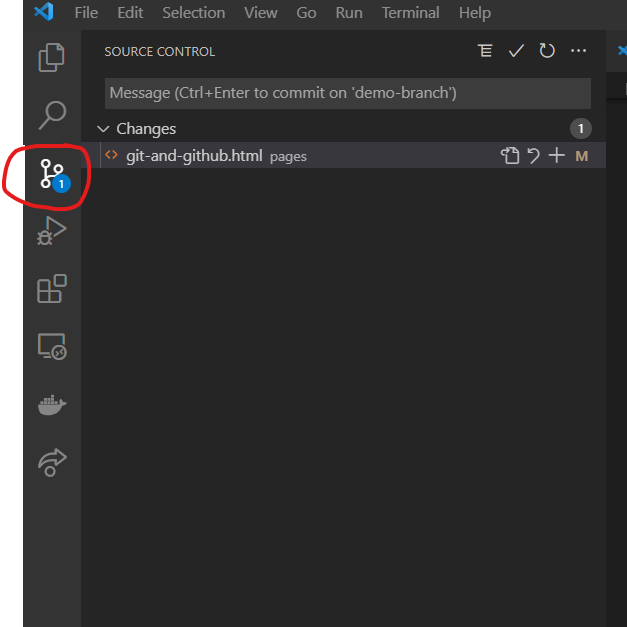 File Edit Selection View Go Run Terminal Help
SOURCE CONTROL
Message (Ctrl+Enter to commit on 'demo-branch')
Changes 1
<> git-and-github.html pages M
1